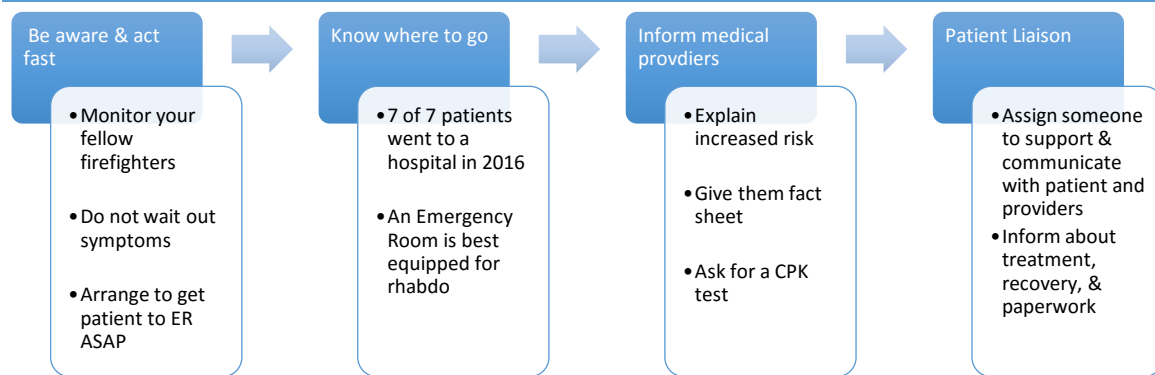 Be aware & act
fast
• Monitor your
fellow
firefighters
• Do not wait out
symptoms
• Arrange to get
patient to ER
ASAP
Know where to go
• 7 of 7 patients
went to a
hospital in 2016
• An Emergency
Room is best
equipped for
rhabdo
Inform medical
provdiers
• Explain
increased risk
• Give them fact
sheet
• Ask for a CPK
test
Patient Liaison
• Assign someone
to support &
communicate
with patient and
providers
• Inform about
treatment,
recovery, &
paperwork